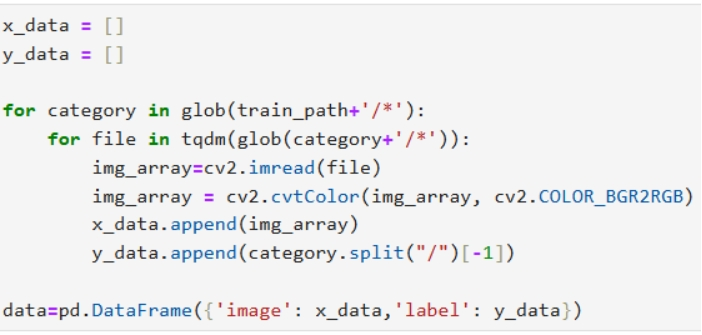 x_data = []
y_data = []
for category in glob(train_path+'/*'):
    for file in tqdm(glob(category+'/*')):
        img_array=cv2.imread(file)
        img_array = cv2.cvtColor(img_array, cv2.COLOR_BGR2RGB)
        x_data.append(img_array)
        y_data.append(category.split("/")[-1])
data=pd.DataFrame({'image': x_data,'label': y_data})